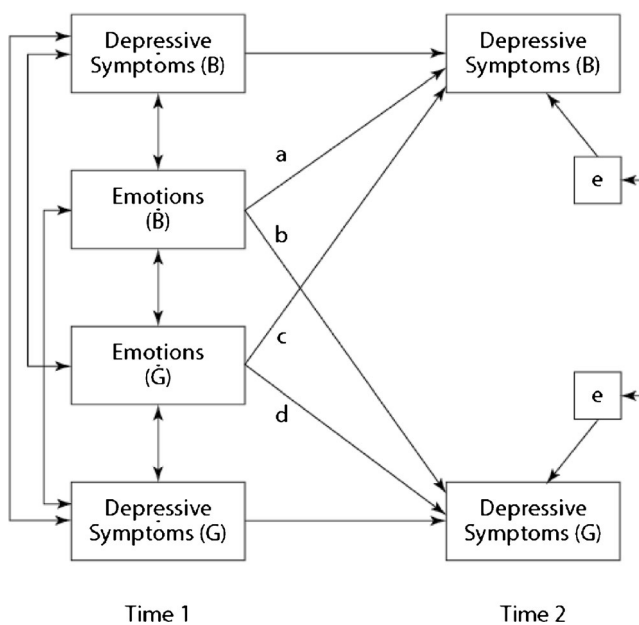 Depressive
Symptoms (B)
Depressive
Symptoms (B)
a
e
Emotions
(B)
b
Emotions
(G)
c
e
d
Depressive
Symptoms (G)
Depressive
Symptoms (G)
Time 1
Time 2